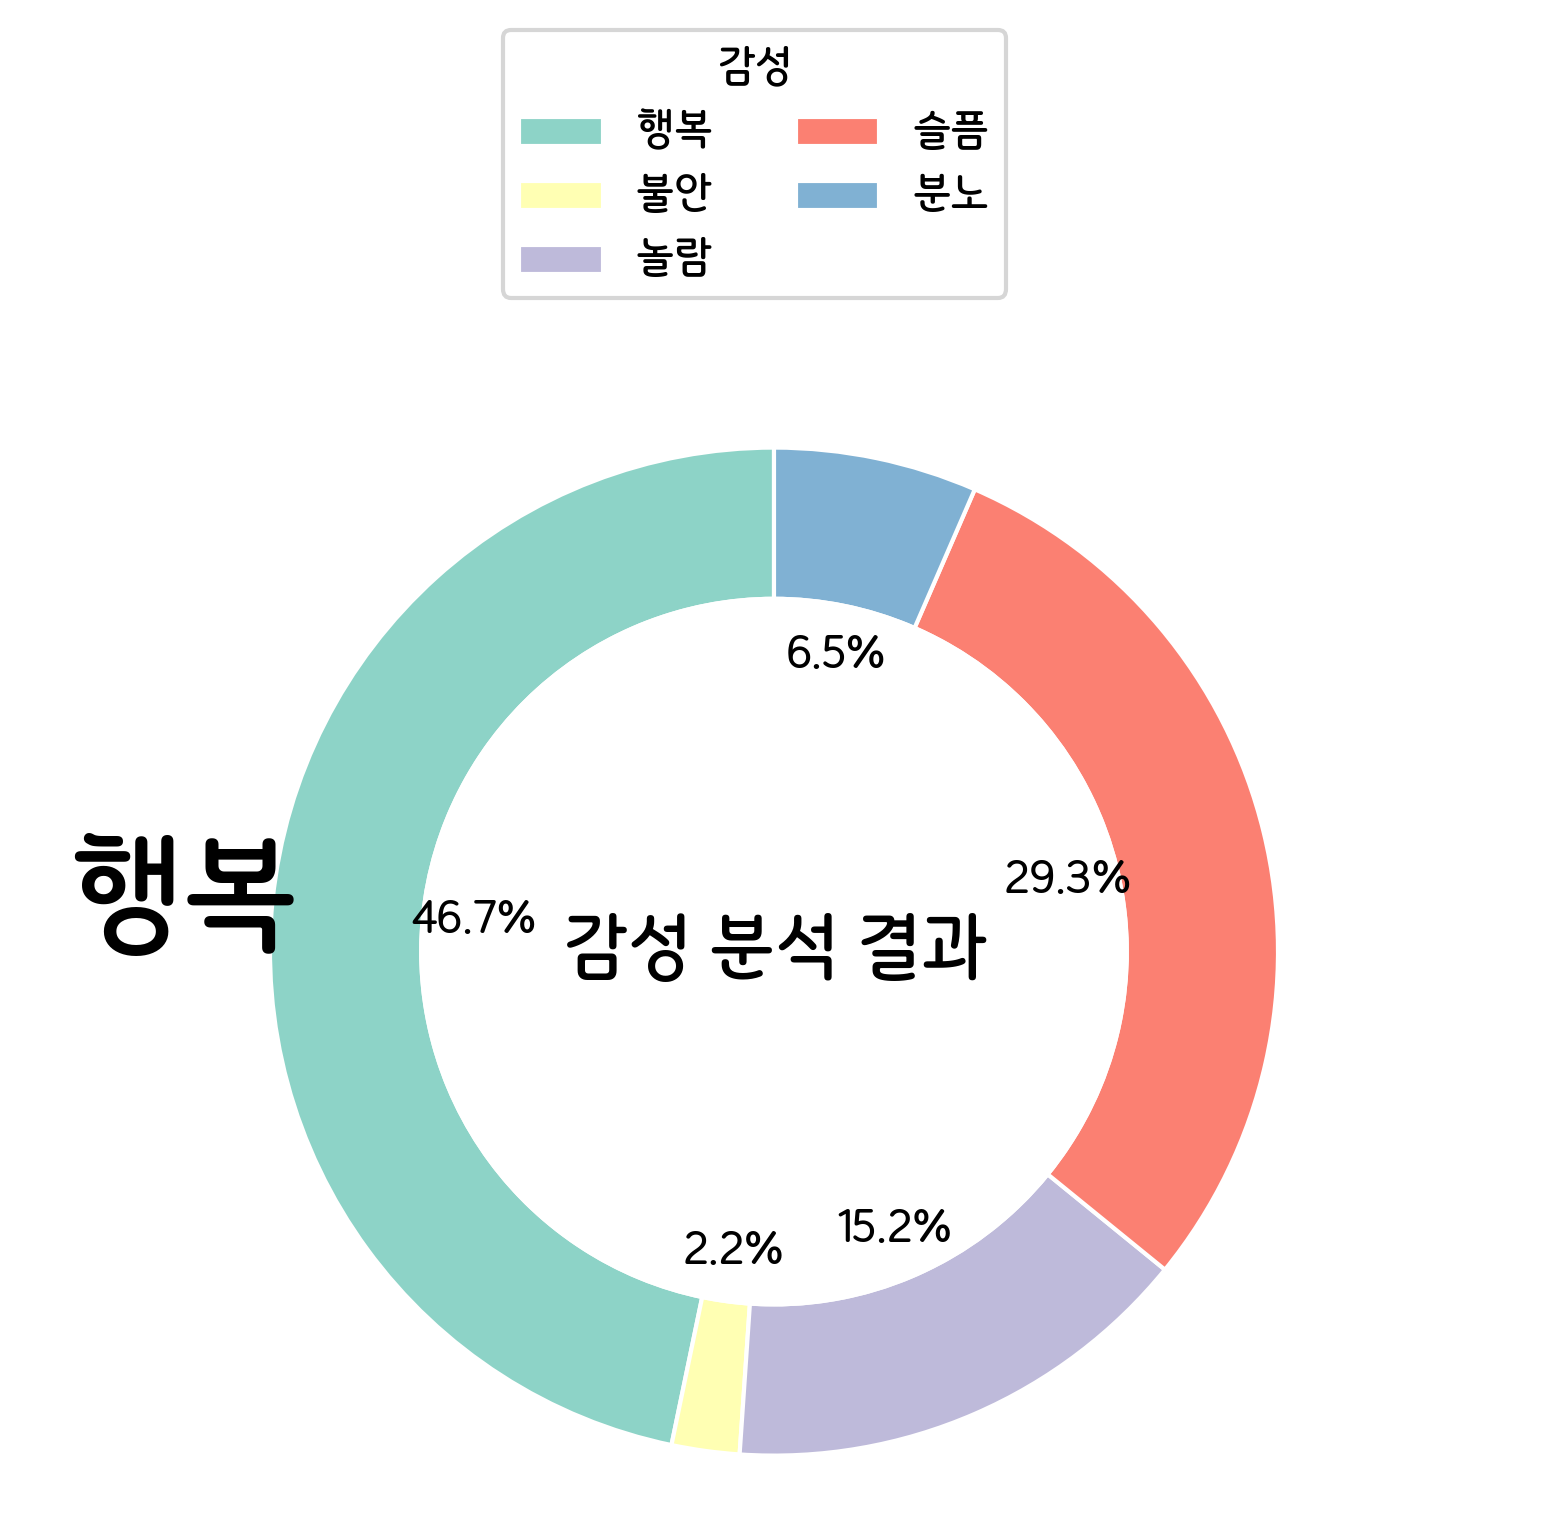 감성
행복 슬픔
불안 분노
놀람
6.5%
29.3%
행복
46.7%
감성 분석 결과
15.2%
2.2%